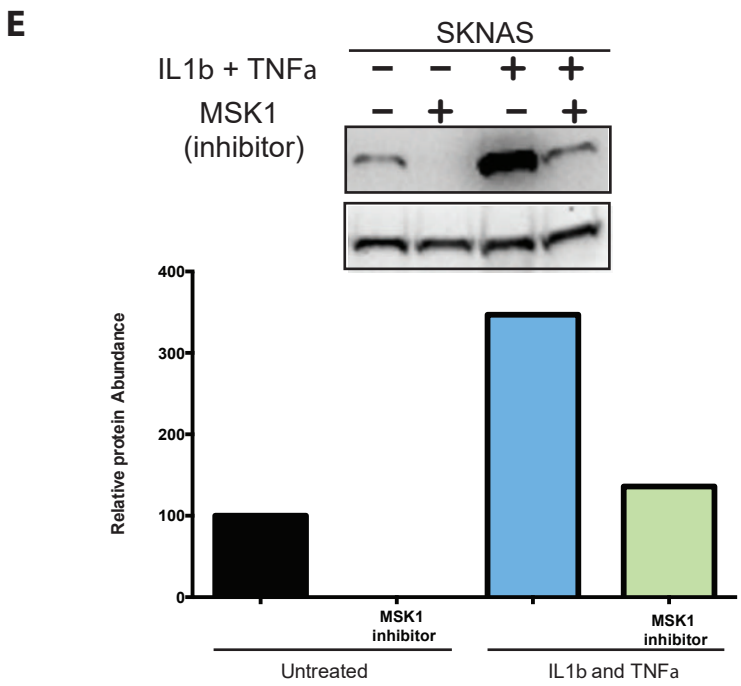 E
SKNAS
IL1b + TNFa − − + +
MSK1 − + − +
(inhibitor)
400
300
200
100
0
Relative protein Abundance
MSK1
inhibitor
MSK1
inhibitor
Untreated
IL1b and TNFa